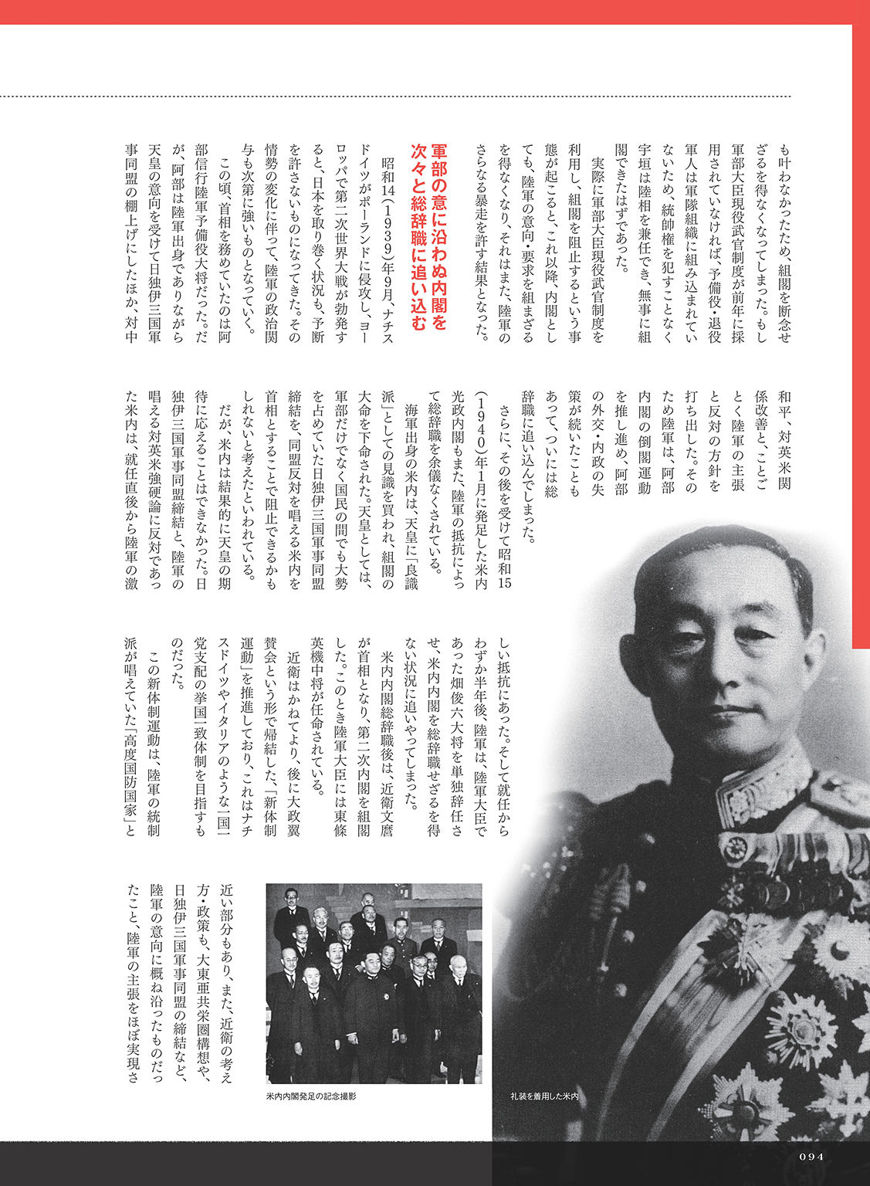 も叶わなかったため、組閣を断念せ
ざるを得なくなってしまった。もし
軍部大臣現役武官制度が前年に採
用されていなければ、予備役・退役
軍人は軍隊組織に組み込まれてい
ないため、統帥権を犯すことなく
宇垣は陸相を兼任でき、無事に組
閣できたはずであった。
実際に軍部大臣現役武官制度を
利用し、組閣を阻止するという事
態が起こると、これ以降、内閣とし
ても、陸軍の意向・要求を組まざる
を得なくなり、それはまた、陸軍の
さらなる暴走を許す結果となった。
軍部の意に沿わぬ内閣を
次々と総辞職に追い込む
昭和14(1939)年9月、ナチス
ドイツがポーランドに侵攻し、ヨー
ロッパで第二次世界大戦が勃発す
ると、日本を取り巻く状況も、予断
を許さないものになってきた。その
情勢の変化に伴って、陸軍の政治関
与も次第に強いものとなっていく。
この頃、首相を務めていたのは阿
部信行陸軍予備役大将だった。だ
が、阿部は陸軍出身でありながら
天皇の意向を受けて日独伊三国軍
事同盟の棚上げにしたほか、対中
和平、対英米関
係改善と、ことご
とく陸軍の主張
と反対の方針を
打ち出した。その
ため陸軍は、阿部
内閣の倒閣運動
を推し進め、阿部
の外交・内政の失
策が続いたことも
あって、ついには総
辞職に追い込んでしまった。
さらに、その後を受けて昭和15
(1940)年1月に発足した米内
光政内閣もまた、陸軍の抵抗によっ
て総辞職を余儀なくされている。
海軍出身の米内は、天皇に「良識
派」としての見識を買われ、組閣の
大命を下命された。天皇としては、
軍部だけでなく国民の間でも大勢
を占めていた日独伊三国軍事同盟
締結を、同盟反対を唱える米内を
首相とすることで阻止できるかも
しれないと考えたといわれている。
だが、米内は結果的に天皇の期
待に応えることはできなかった。日
独伊三国軍事同盟締結と、陸軍の
唱える対英米強硬論に反対であっ
た米内は、就任直後から陸軍の激
しい抵抗にあった。そして就任から
わずか半年後、陸軍は、陸軍大臣で
あった畑俊六大将を単独辞任さ
せ、米内内閣を総辞職せざるを得
ない状況に追いやってしまった。
米内内閣総辞職後は、近衛文麿
が首相となり、第二次内閣を組閣
した。このとき陸軍大臣には東條
英機中将が任命されている。
近衛はかねてより、後に大政翼
賛会という形で帰結した、「新体制
運動」を推進しており、これはナチ
スドイツやイタリアのような一国一
党支配の挙国一致体制を目指すも
のだった。
この新体制運動は、陸軍の統制
派が唱えていた「高度国防国家」と
近い部分もあり、また、近衛の考え
方・政策も、大東亜共栄圏構想や、
日独伊三国軍事同盟の締結など、
陸軍の意向に概ね沿ったものだっ
たこと、陸軍の主張をほぼ実現さ
米内内閣発足の記念撮影
礼装を着用した米内
094